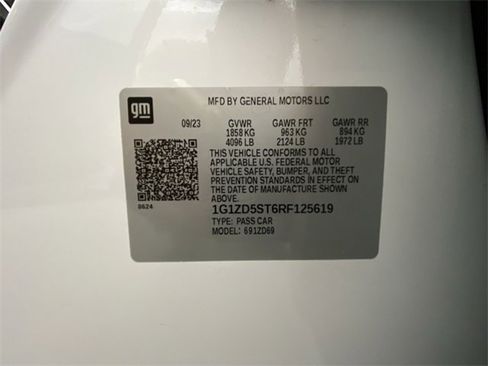 gm
MFD BY GENERAL MOTORS LLC
09/23 GVWR GAWR FRT GAWR RR
1858 KG 963 KG 894 KG
4096 LB 2124 LB 1972 LB
THIS VEHICLE CONFORMS TO ALL
APPLICABLE U.S. FEDERAL MOTOR
VEHICLE SAFETY, BUMPER, AND THEFT
PREVENTION STANDARDS IN EFFECT ON
THE DATE OF MANUFACTURE SHOWN
ABOVE.
8624
1G1ZD5ST6RF125619
TYPE: PASS CAR
MODEL: 691ZD69